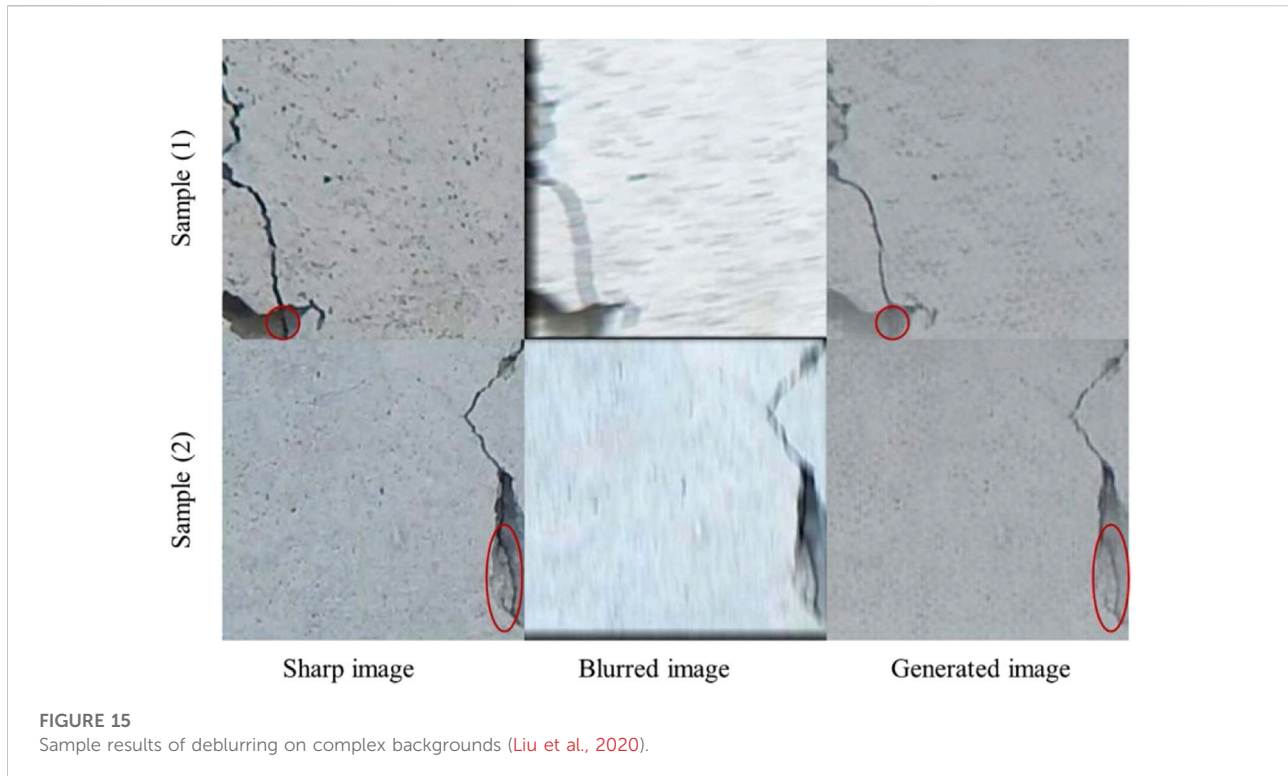 Sample (1)
Sample (2)
Sharp image
Blurred image
Generated image
FIGURE 15
Sample results of deblurring on complex backgrounds (Liu et al., 2020).